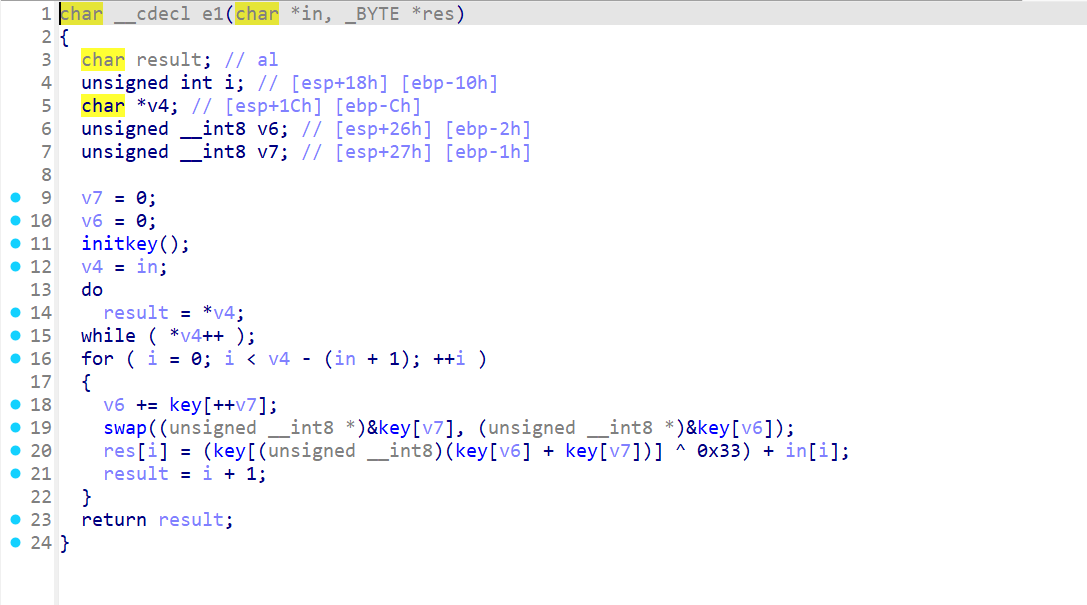 1 char __cdecl e1(char *in, _BYTE *res)
2 {
3   char result; // al
4   unsigned int i; // [esp+18h] [ebp-10h]
5   char *v4; // [esp+1Ch] [ebp-Ch]
6   unsigned __int8 v6; // [esp+26h] [ebp-2h]
7   unsigned __int8 v7; // [esp+27h] [ebp-1h]
8
9   v7 = 0;
10   v6 = 0;
11   initkey();
12   v4 = in;
13   do
14     result = *v4;
15   while ( *v4++ );
16   for ( i = 0; i < v4 - (in + 1); ++i )
17   {
18     v6 += key[++v7];
19     swap((unsigned __int8 *)&key[v7], (unsigned __int8 *)&key[v6]);
20     res[i] = (key[(unsigned __int8)(key[v6] + key[v7])] ^ 0x33) + in[i];
21     result = i + 1;
22   }
23   return result;
24 }